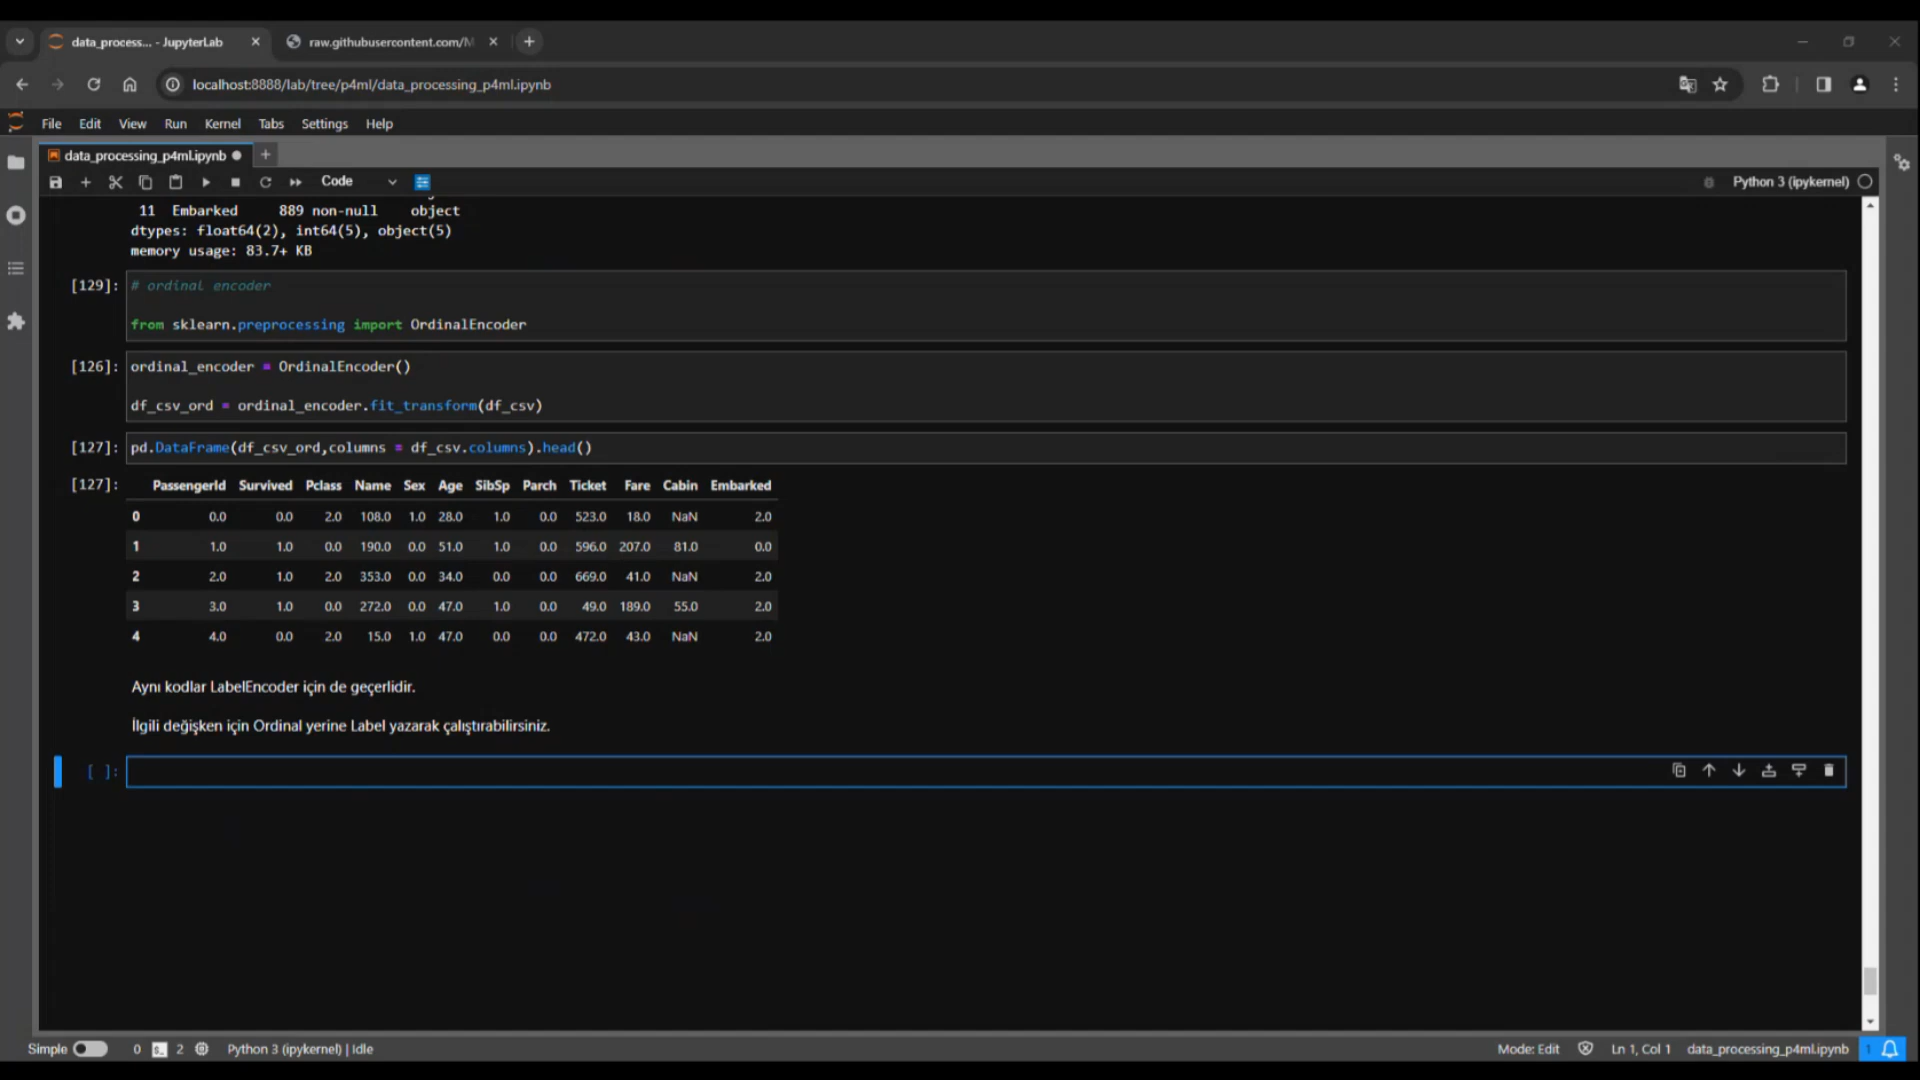 data_process... - JupyterLab
raw.githubusercontent.com/M
localhost:8888/lab/tree/p4ml/data_processing_p4ml.ipynb
File Edit View Run Kernel Tabs Settings Help
data_processing_p4ml.ipynb
Code
Python 3 (ipykernel)
11 Embarked 889 non-null object
dtypes: float64(2), int64(5), object(5)
memory usage: 83.7+ KB
[129]: # ordinal encoder
from sklearn.preprocessing import OrdinalEncoder
[126]: ordinal_encoder = OrdinalEncoder()
df_csv_ord = ordinal_encoder.fit_transform(df_csv)
[127]: pd.DataFrame(df_csv_ord,columns = df_csv.columns).head()
[127]: PassengerId Survived Pclass Name Sex Age SibSp Parch Ticket Fare Cabin Embarked
0 0.0 0.0 2.0 108.0 1.0 28.0 1.0 0.0 523.0 18.0 NaN 2.0
1 1.0 1.0 0.0 190.0 0.0 51.0 1.0 0.0 596.0 207.0 81.0 0.0
2 2.0 1.0 2.0 353.0 0.0 34.0 0.0 0.0 669.0 41.0 NaN 2.0
3 3.0 1.0 0.0 272.0 0.0 47.0 1.0 0.0 49.0 189.0 55.0 2.0
4 4.0 0.0 2.0 15.0 1.0 47.0 0.0 0.0 472.0 43.0 NaN 2.0
Aynı kodlar LabelEncoder için de geçerlidir.
İlgili değişken için Ordinal yerine Label yazarak çalıştırabilirsiniz.
[ ]:
Simple 0 2 Python 3 (ipykernel) | Idle
Mode: Edit Ln 1, Col 1 data_processing_p4ml.ipynb 1